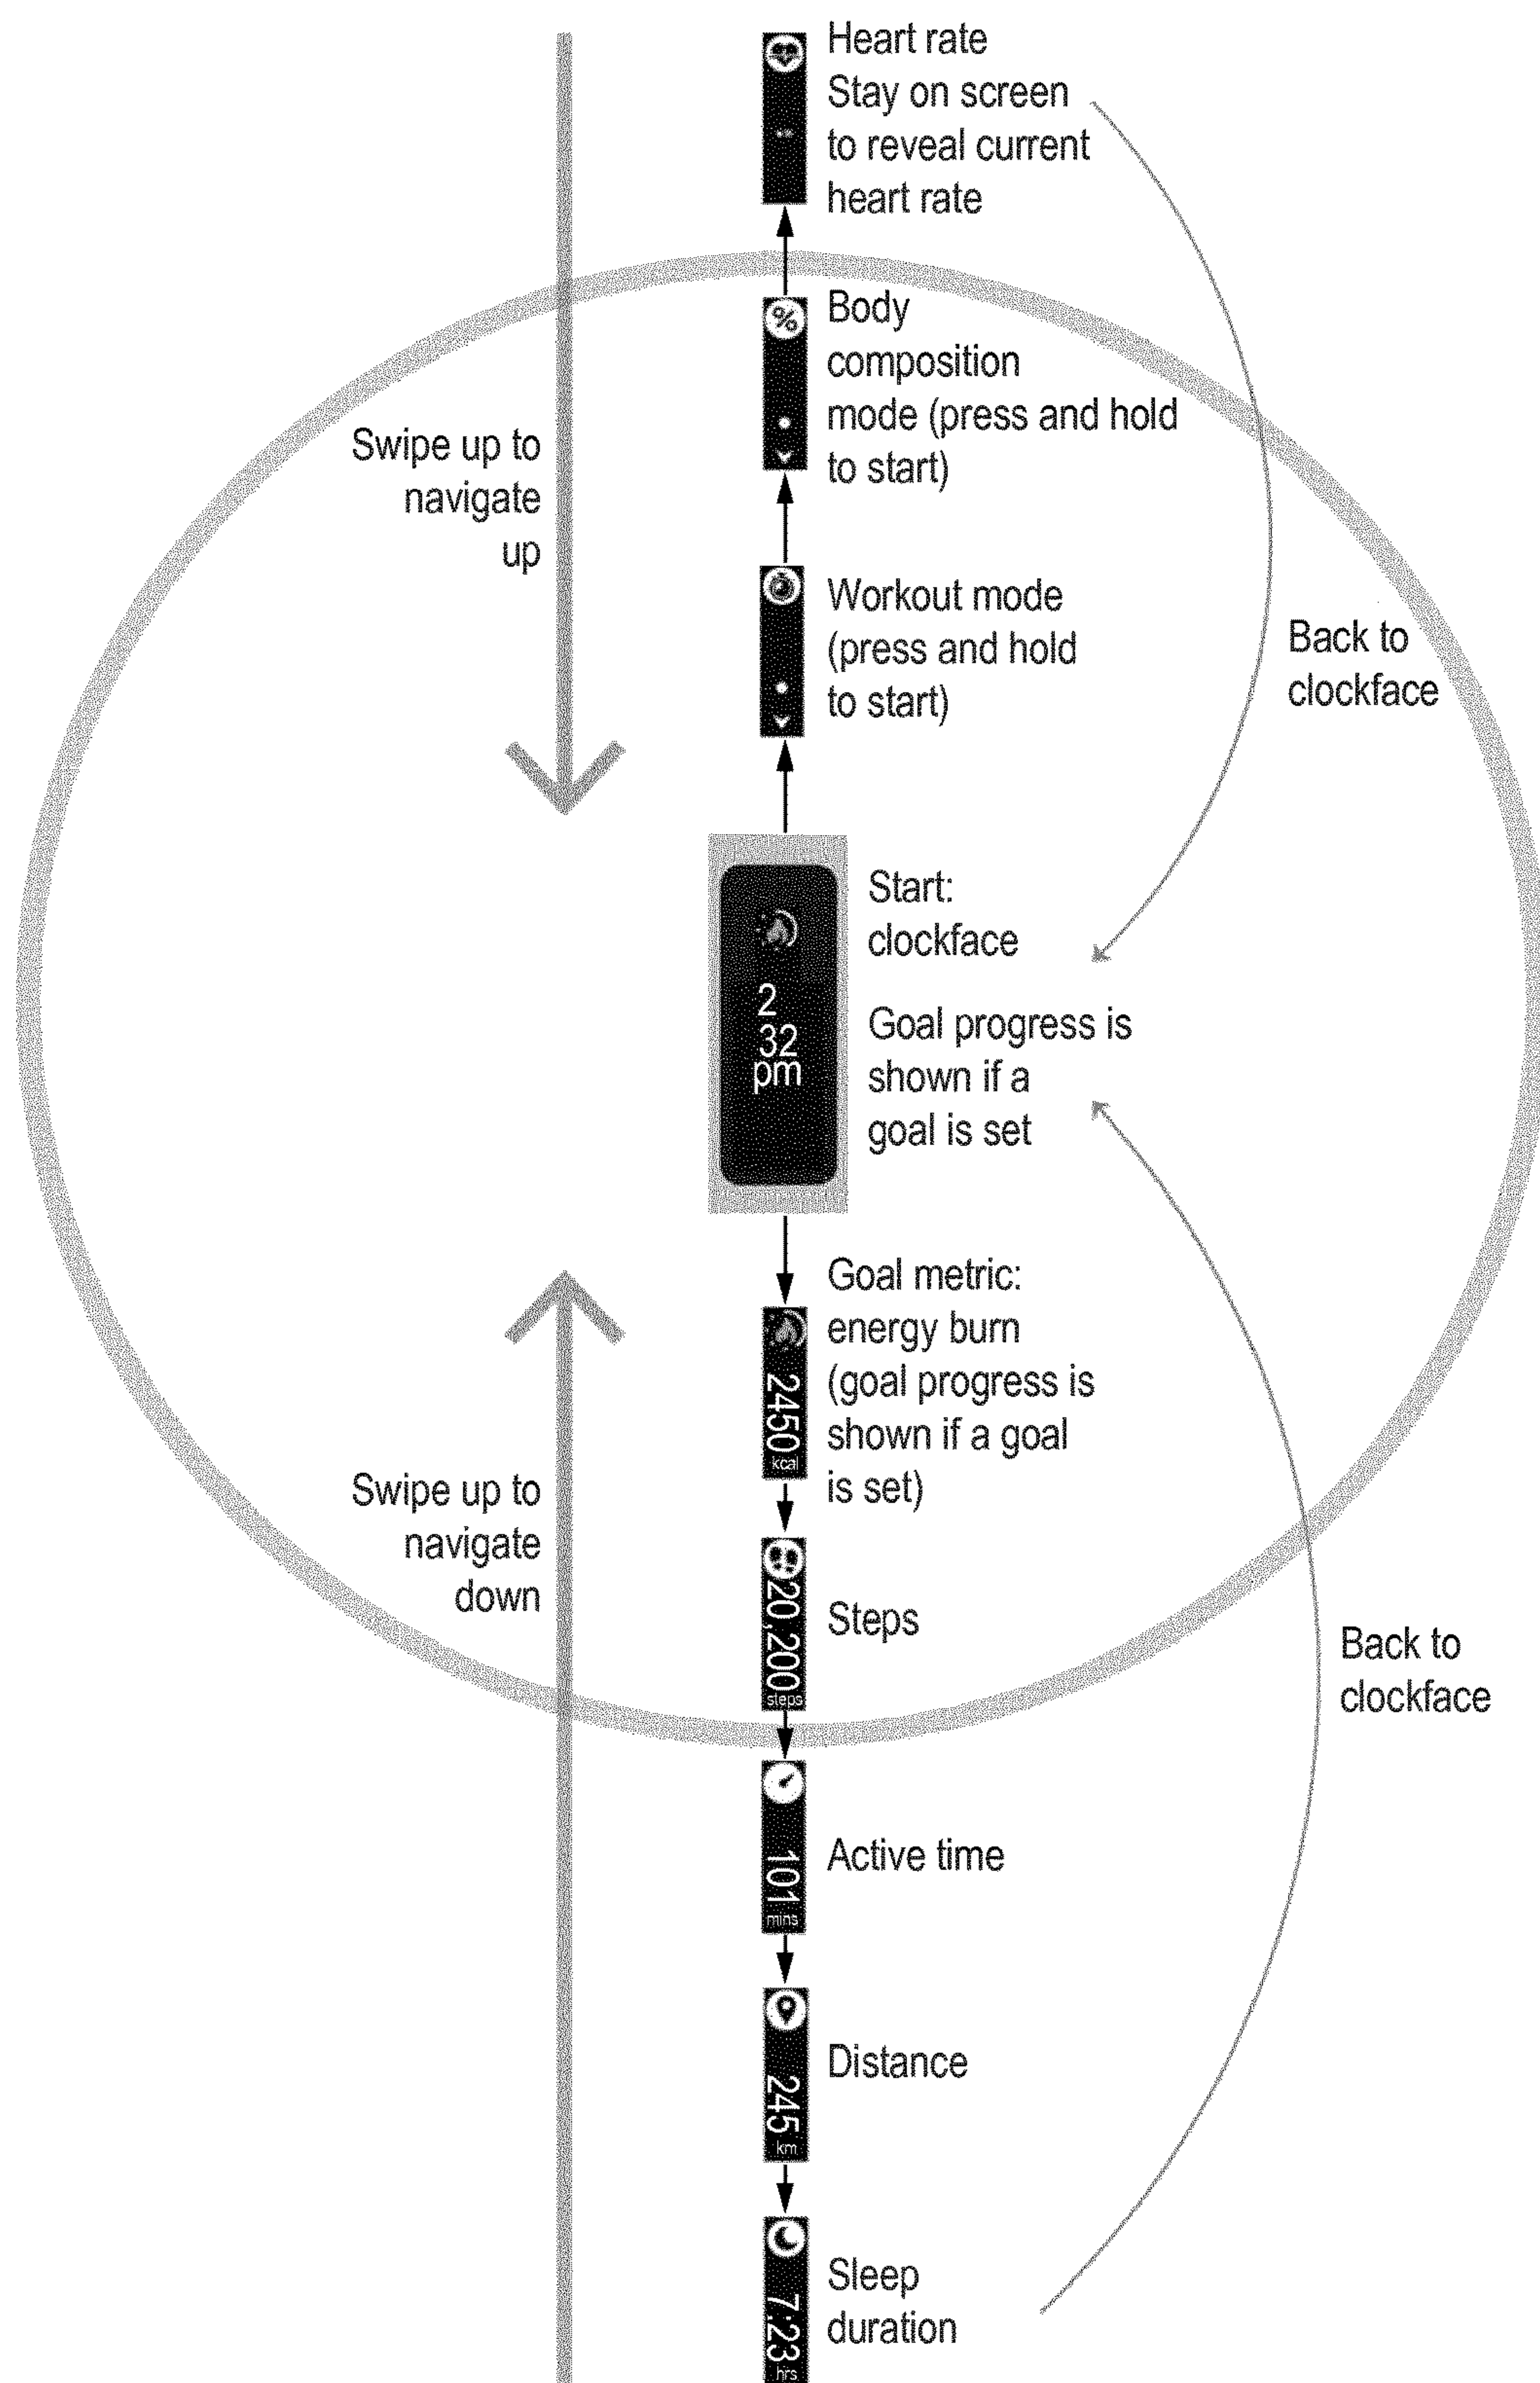 Heart rate
Stay on screen
to reveal current
heart rate
%
Body
composition
mode (press and hold
to start)
Swipe up to
navigate
up
Workout mode
(press and hold
to start)
Back to
clockface
Start:
clockface
2
32
pm
Goal progress is
shown if a
goal is set
Goal metric:
energy burn
(goal progress is
shown if a goal
is set)
2450
kcal
Swipe up to
navigate
down
20,200
steps
Steps
Back to
clockface
101
mins
Active time
245
km
Distance
7:23
hrs
Sleep
duration